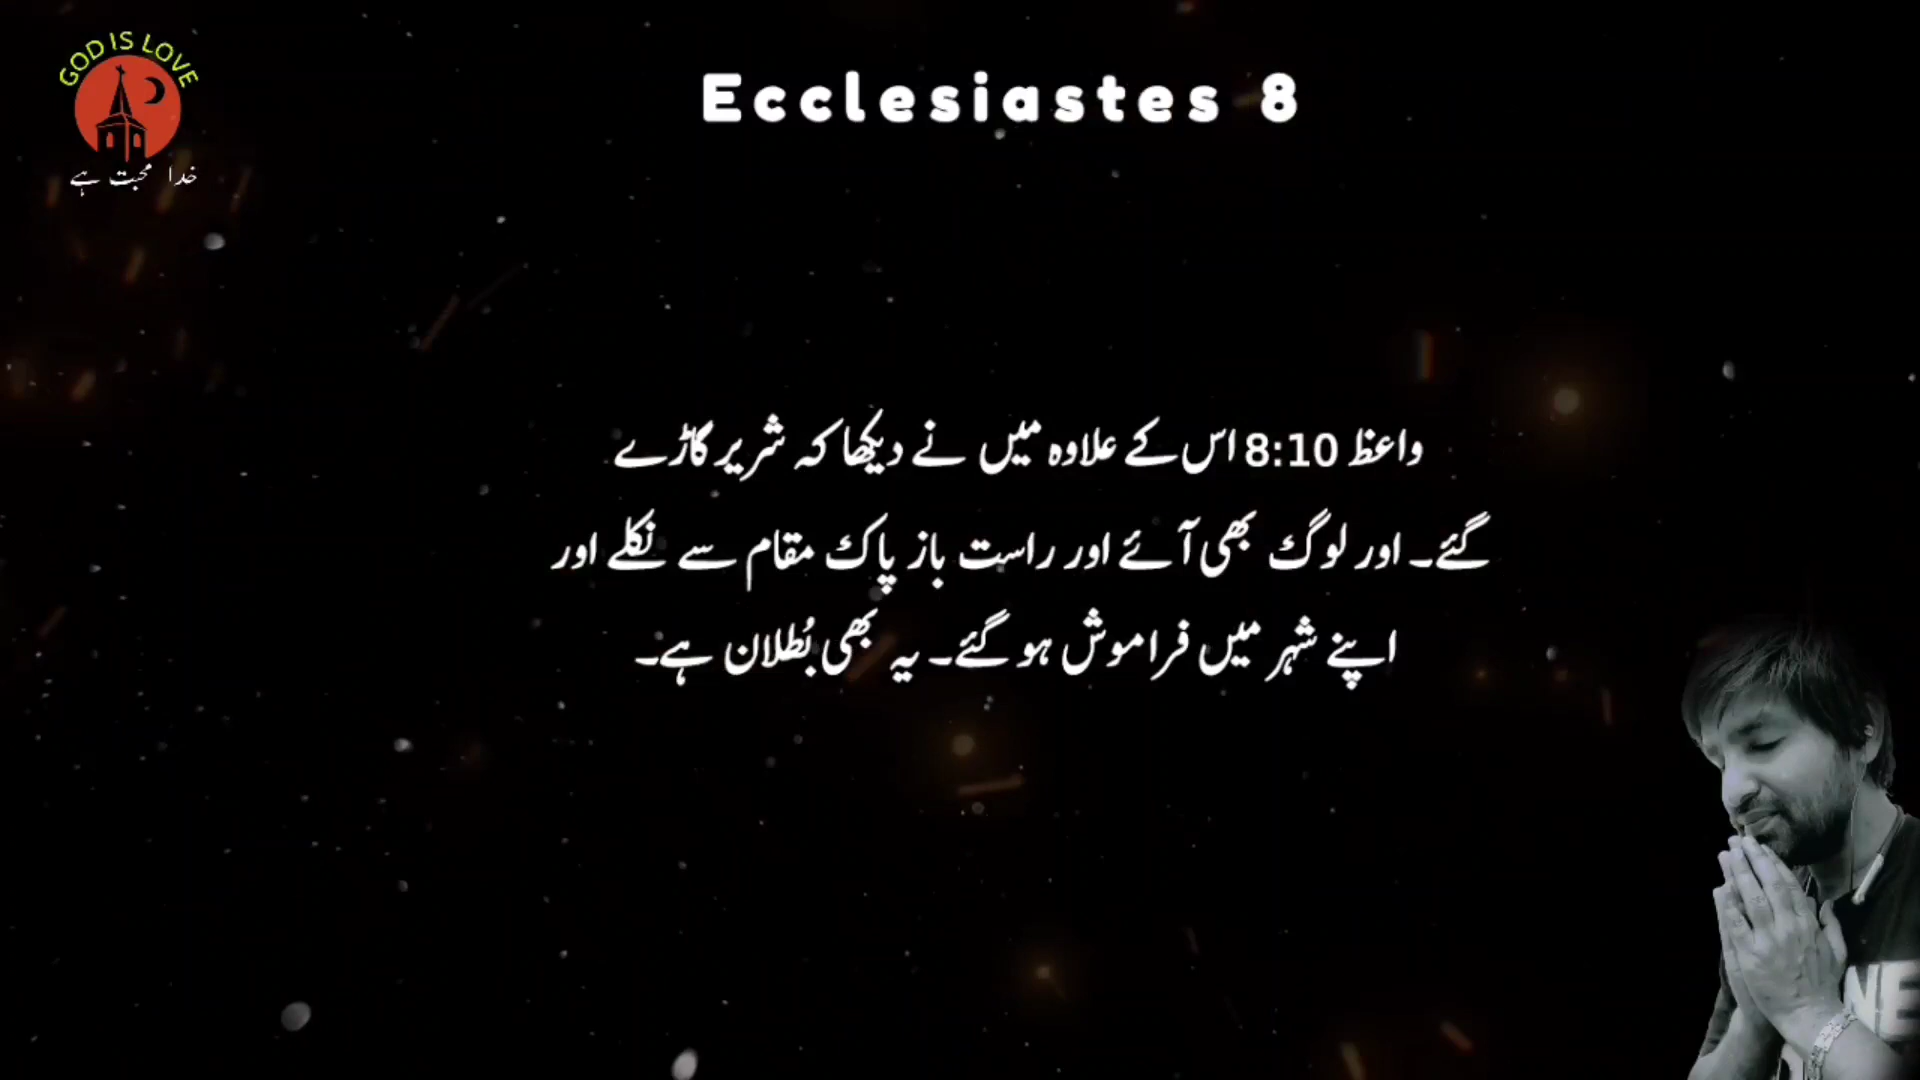 GOD IS LOVE
خدا محبت ہے
Ecclesiastes 8
واعظ 8:10 اس کے علاوہ میں نے دیکھا کہ شریر گاڑے
گئے۔ اور لوگ بھی آئے اور راست باز پاک مقام سے نکلے اور
اپنے شہر میں فراموش ہو گئے۔ یہ بھی بُطلان ہے۔
NE